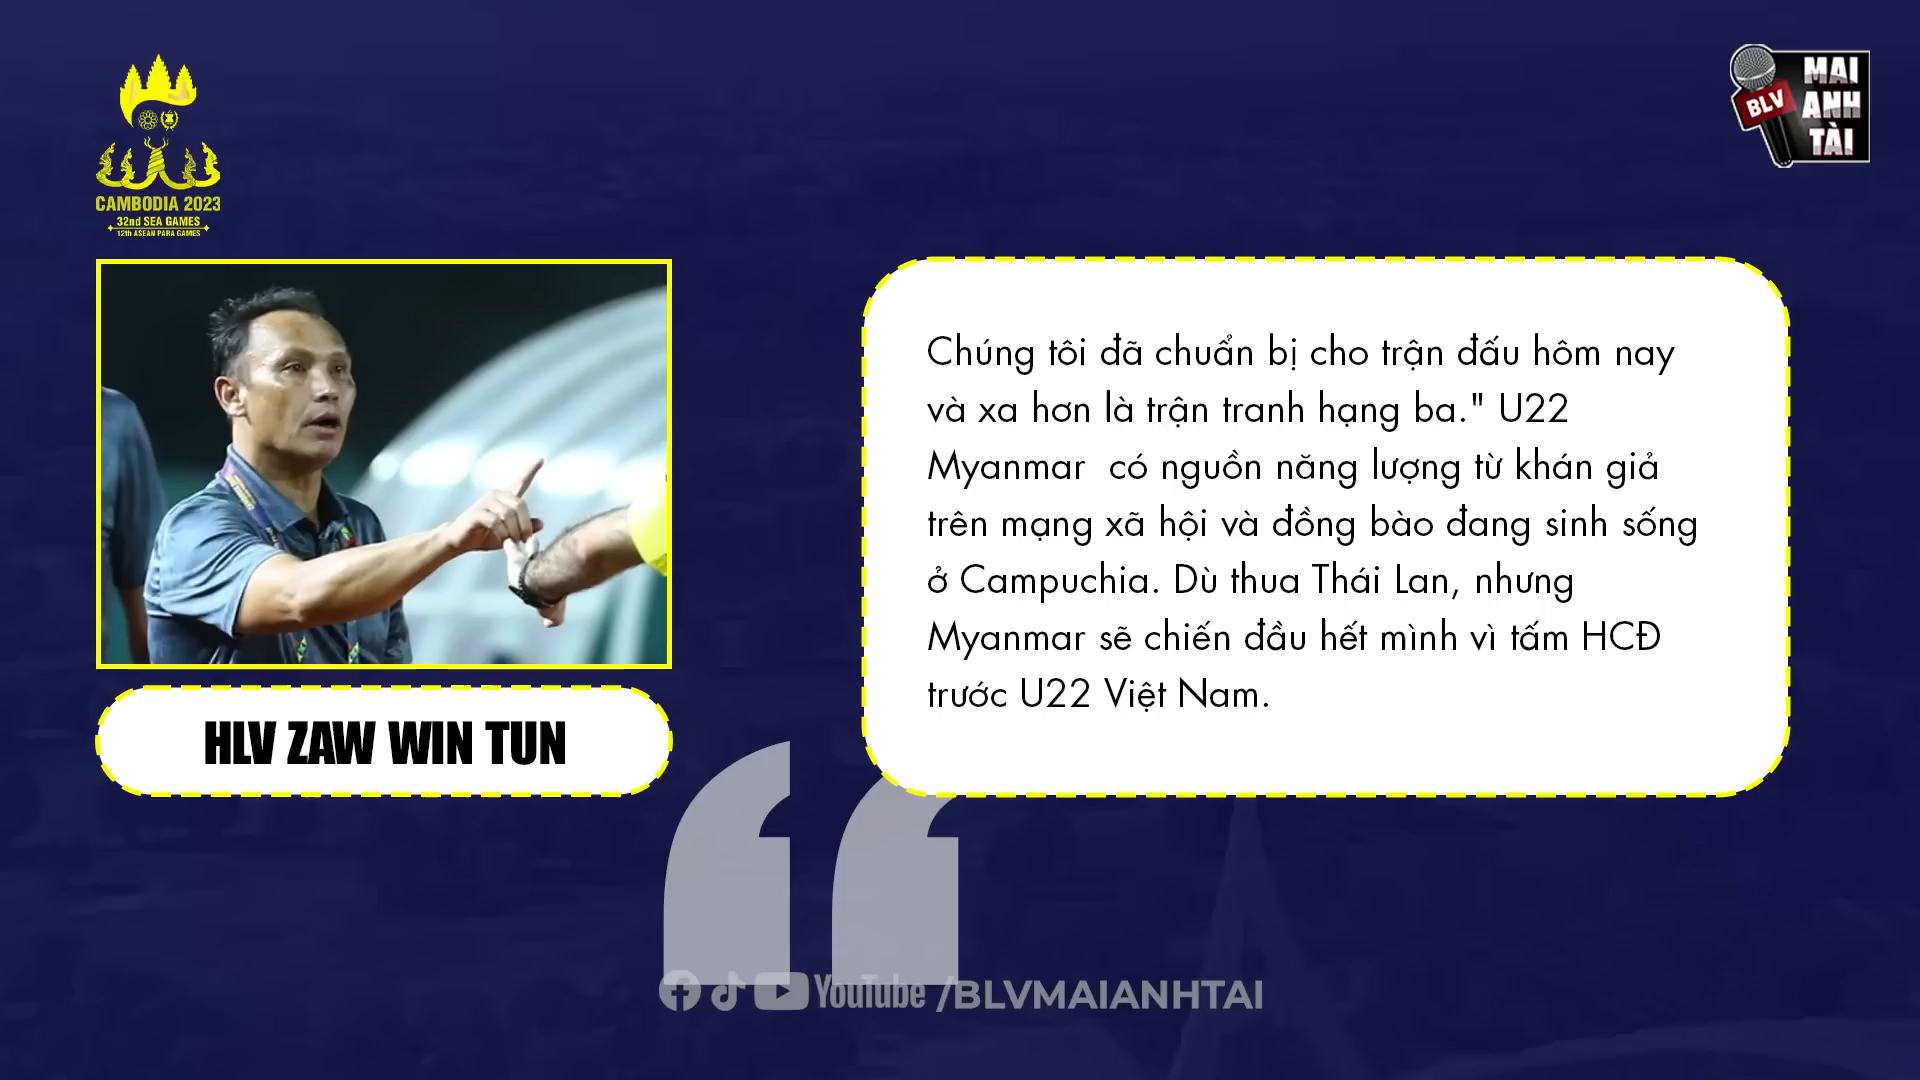 CAMBODIA 2023
32nd SEA GAMES
12th ASEAN PARA GAMES
BLV
MAI
ANH
TÀI
Chúng tôi đã chuẩn bị cho trận đấu hôm nay
và xa hơn là trận tranh hạng ba." U22
Myanmar có nguồn năng lượng từ khán giả
trên mạng xã hội và đồng bào đang sinh sống
ở Campuchia. Dù thua Thái Lan, nhưng
Myanmar sẽ chiến đầu hết mình vì tấm HCĐ
trước U22 Việt Nam.
HLV ZAW WIN TUN
“
YouTube /BLVMAIANHTAI